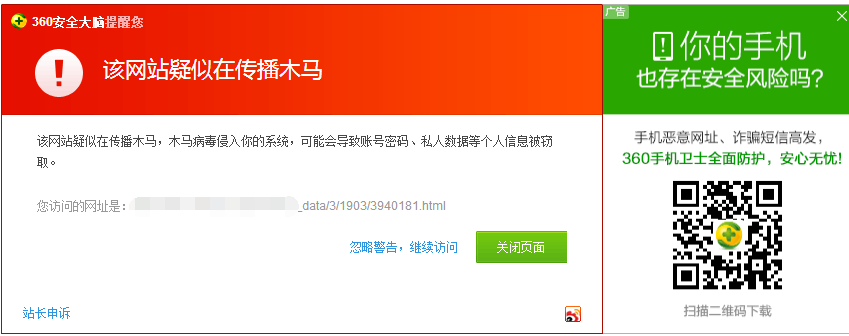 360安全大脑提醒您
该网站疑似在传播木马
该网站疑似在传播木马，木马病毒侵入你的系统，可能会导致账号密码、私人数据等个人信息被窃
取。
您访问的网址是：_data/3/1903/3940181.html
忽略警告，继续访问
关闭页面
站长申诉
广告
你的手机
也存在安全风险吗?
手机恶意网址、诈骗短信高发，
360手机卫士全面防护，安心无忧!
扫描二维码下载